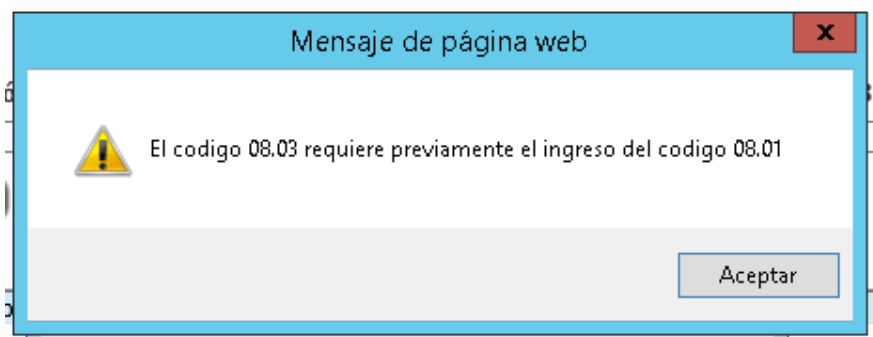 Mensaje de página web
x
El codigo 08.03 requiere previamente el ingreso del codigo 08.01
Aceptar